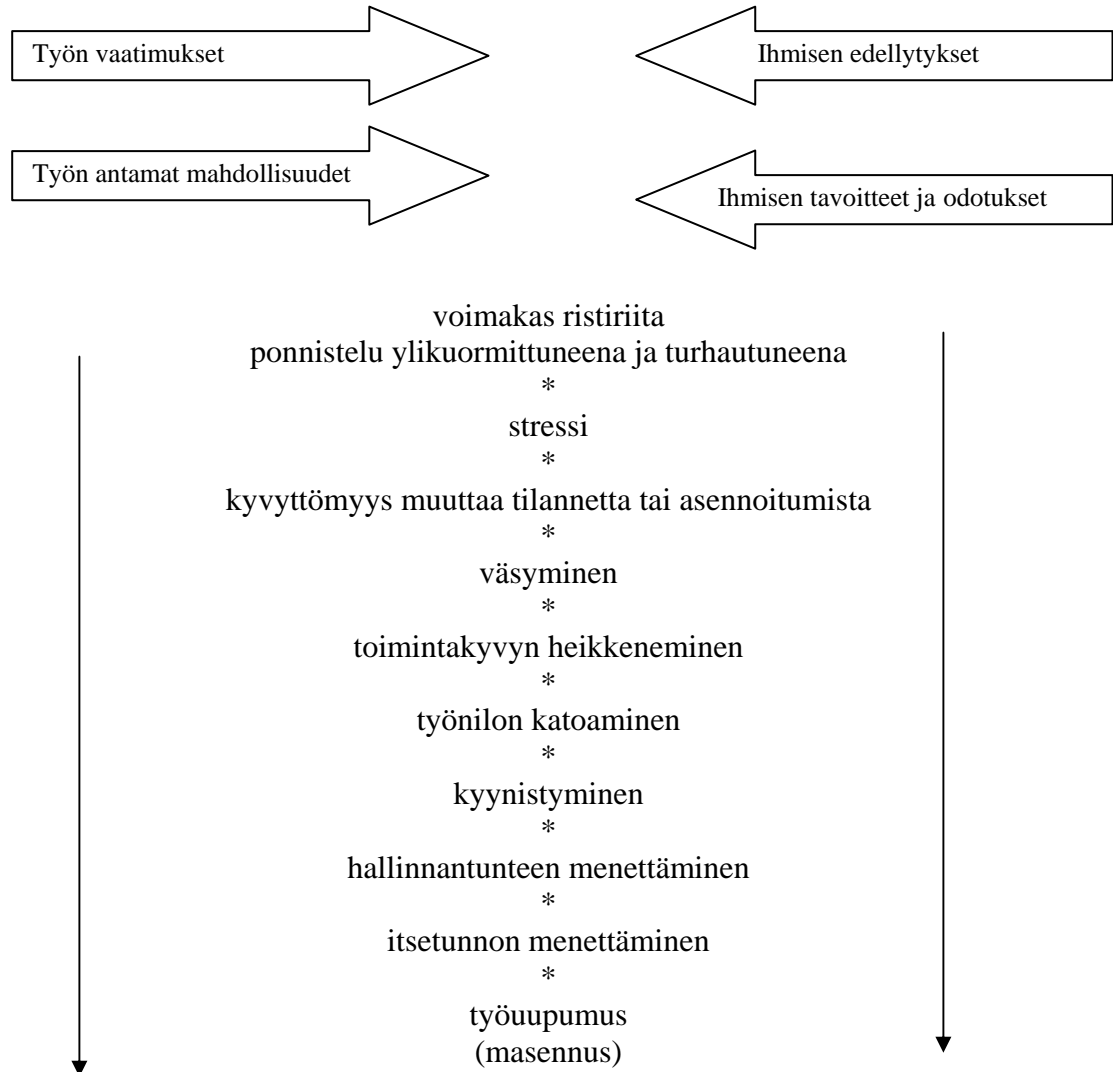 Työn vaatimukset
Ihmisen edellytykset
Työn antamat mahdollisuudet
Ihmisen tavoitteet ja odotukset
voimakas ristiriita
ponnistelu ylikuormittuneena ja turhautuneena
*
stressi
*
kyvyttömyys muuttaa tilannetta tai asennoitumista
*
väsyminen
*
toimintakyvyn heikkeneminen
*
työnilon katoaminen
*
kyynistyminen
*
hallinnantunteen menettäminen
*
itsetunnon menettäminen
*
työuupumus
(masennus)